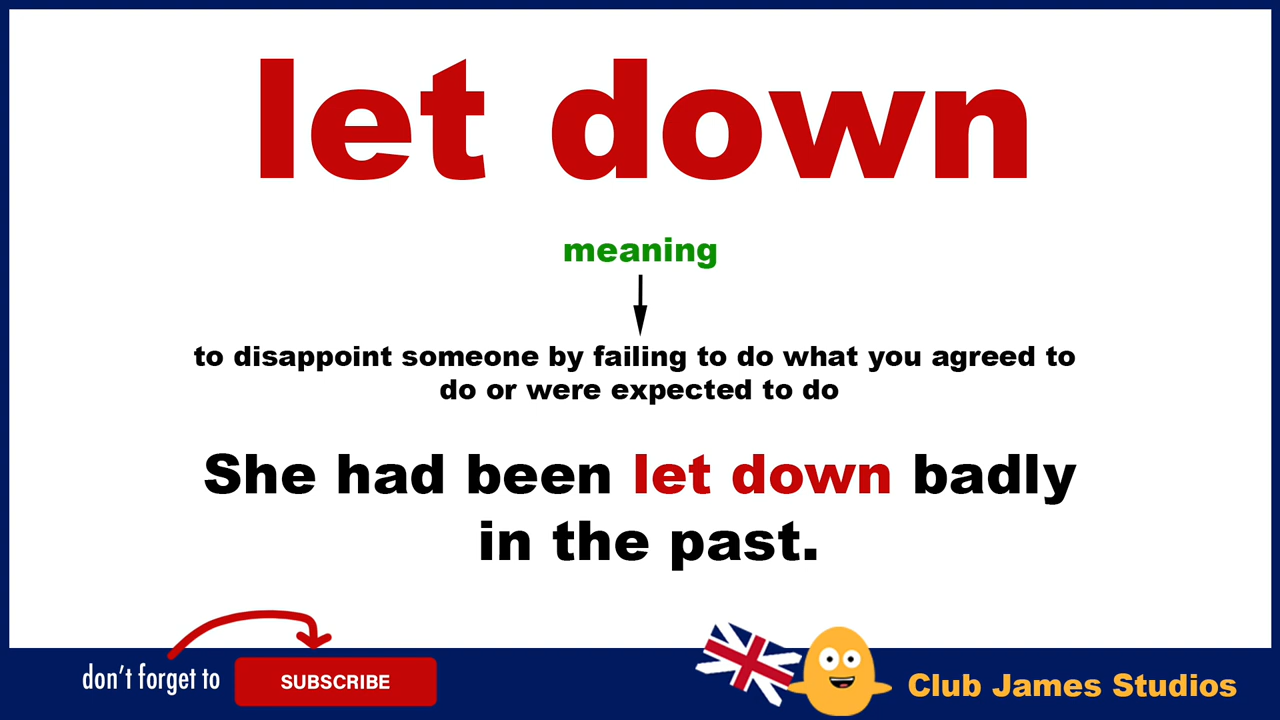 let down
meaning
to disappoint someone by failing to do what you agreed to
do or were expected to do
She had been let down badly
in the past.
don't forget to
SUBSCRIBE
Club James Studios